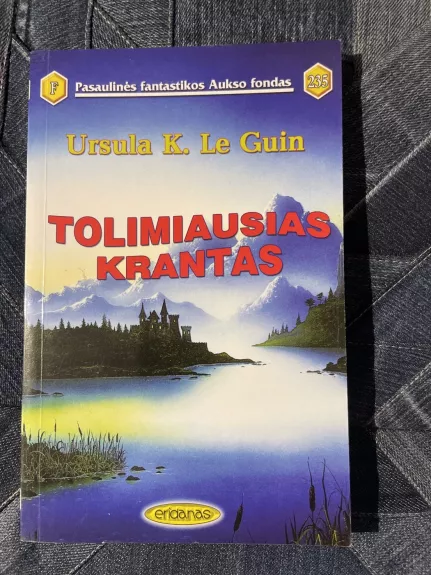 F
Pasaulinės fantastikos Aukso fondas
235
Ursula K. Le Guin
TOLIMIAUSIAS
KRANTAS
eridanas